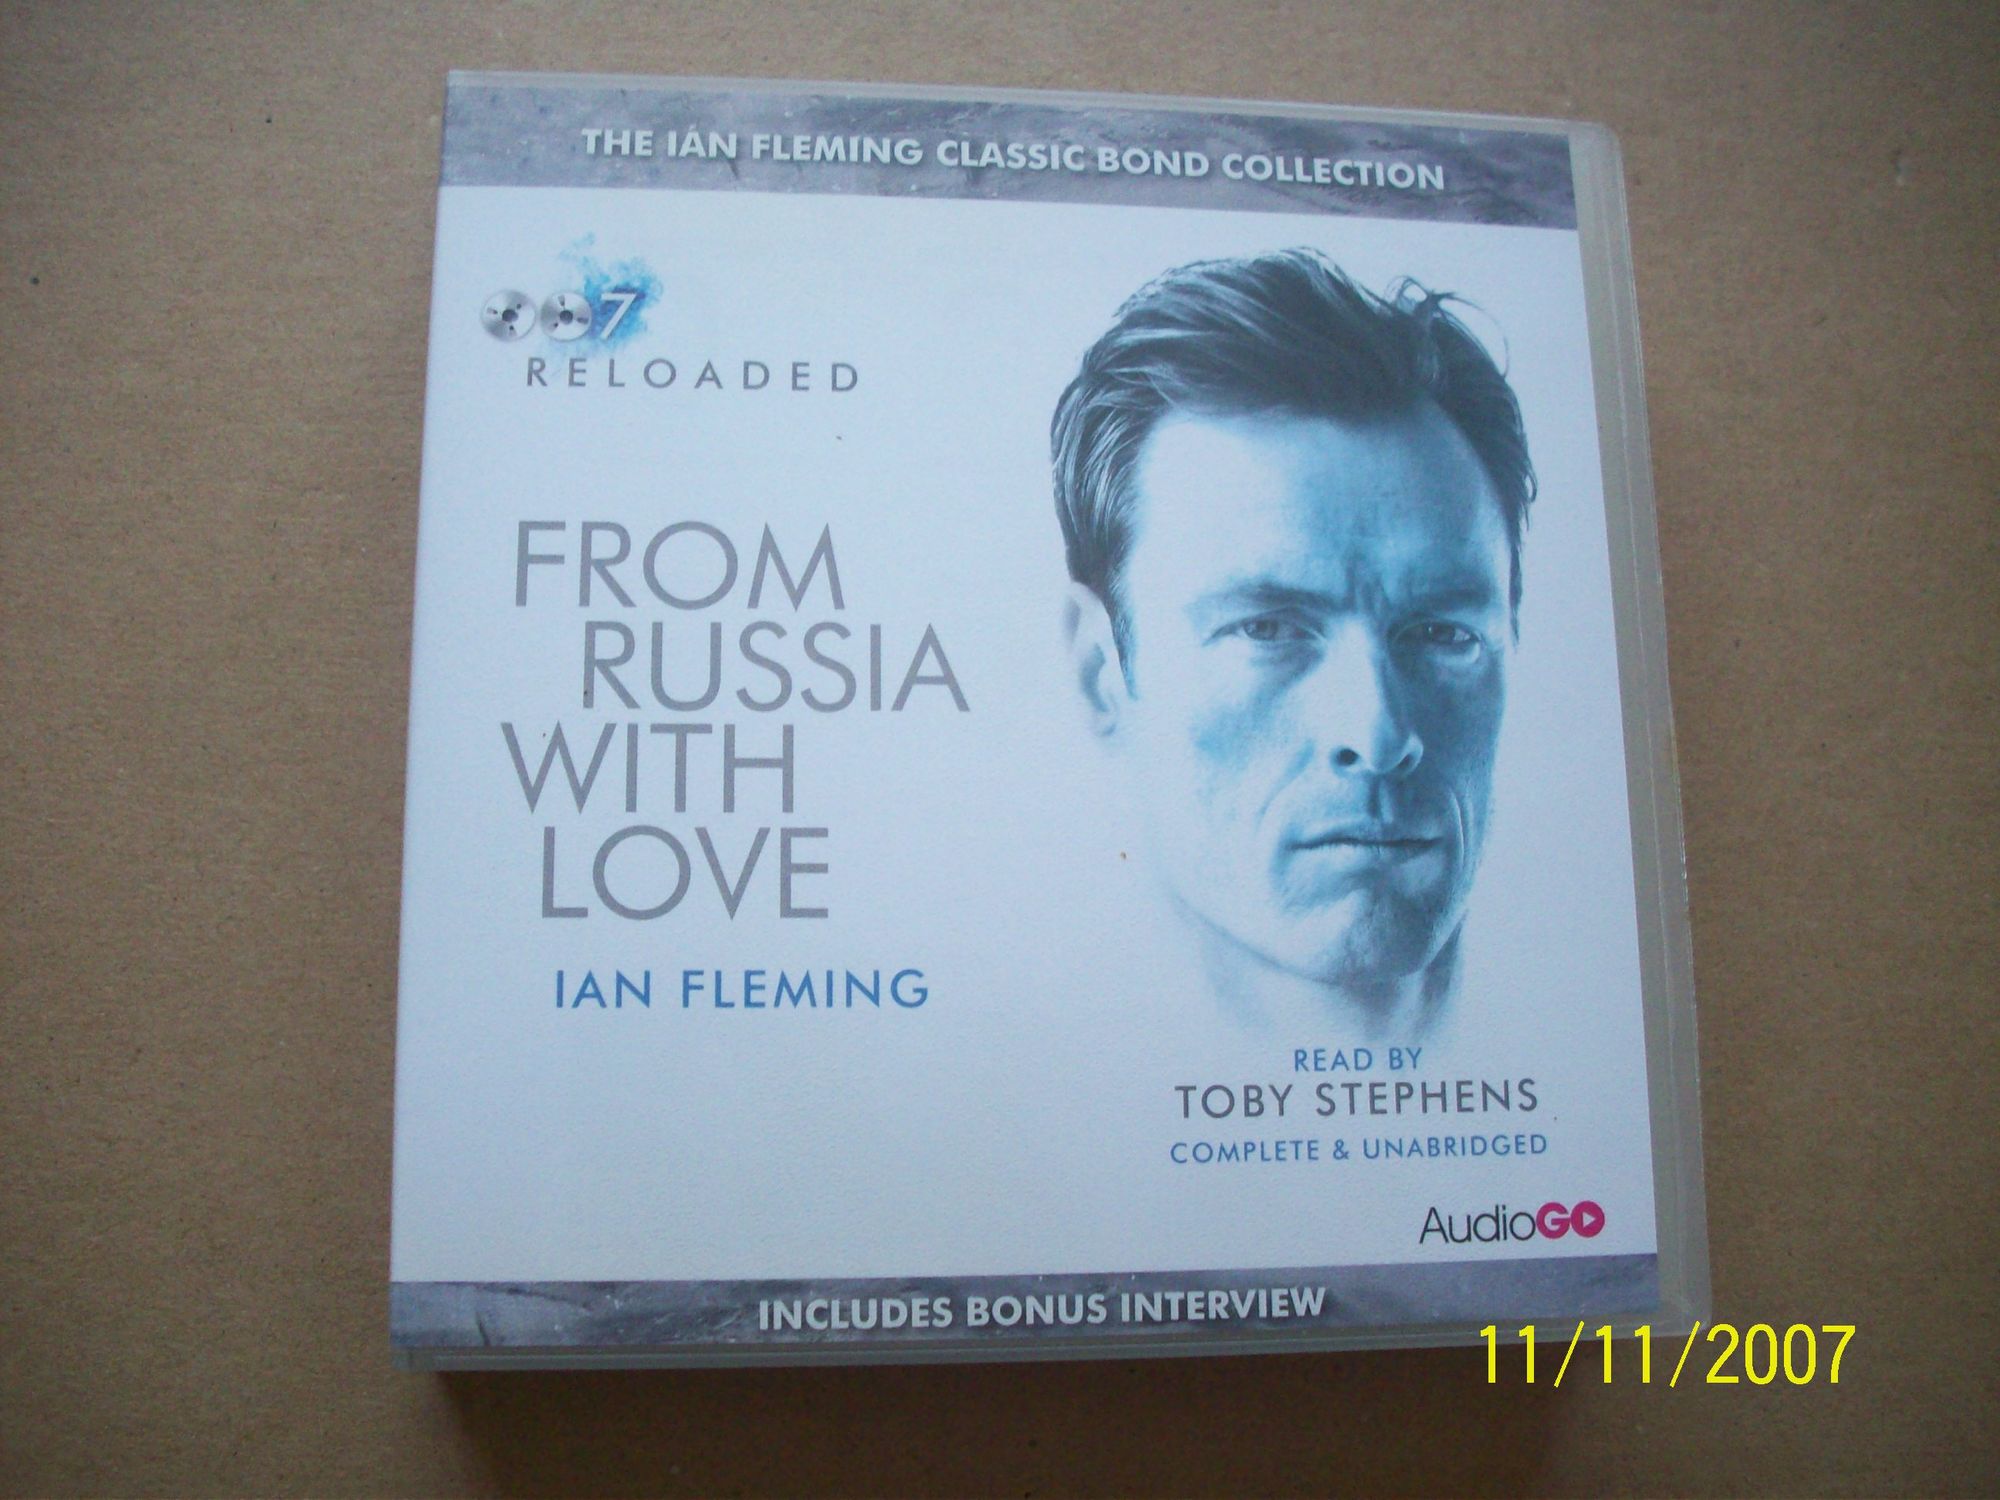 THE IAN FLEMING CLASSIC BOND COLLECTION
007
RELOADED
FROM
RUSSIA
WITH
LOVE
IAN FLEMING
READ BY
TOBY STEPHENS
COMPLETE & UNABRIDGED
AudioGO
INCLUDES BONUS INTERVIEW
11/11/2007